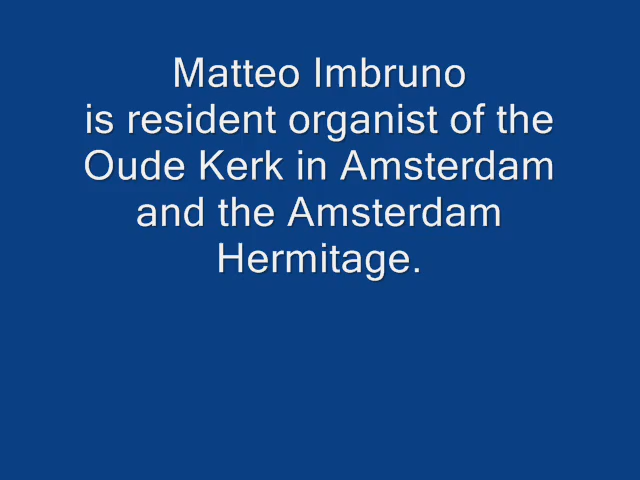 Matteo Imbruno
is resident organist of the
Oude Kerk in Amsterdam
and the Amsterdam
Hermitage.